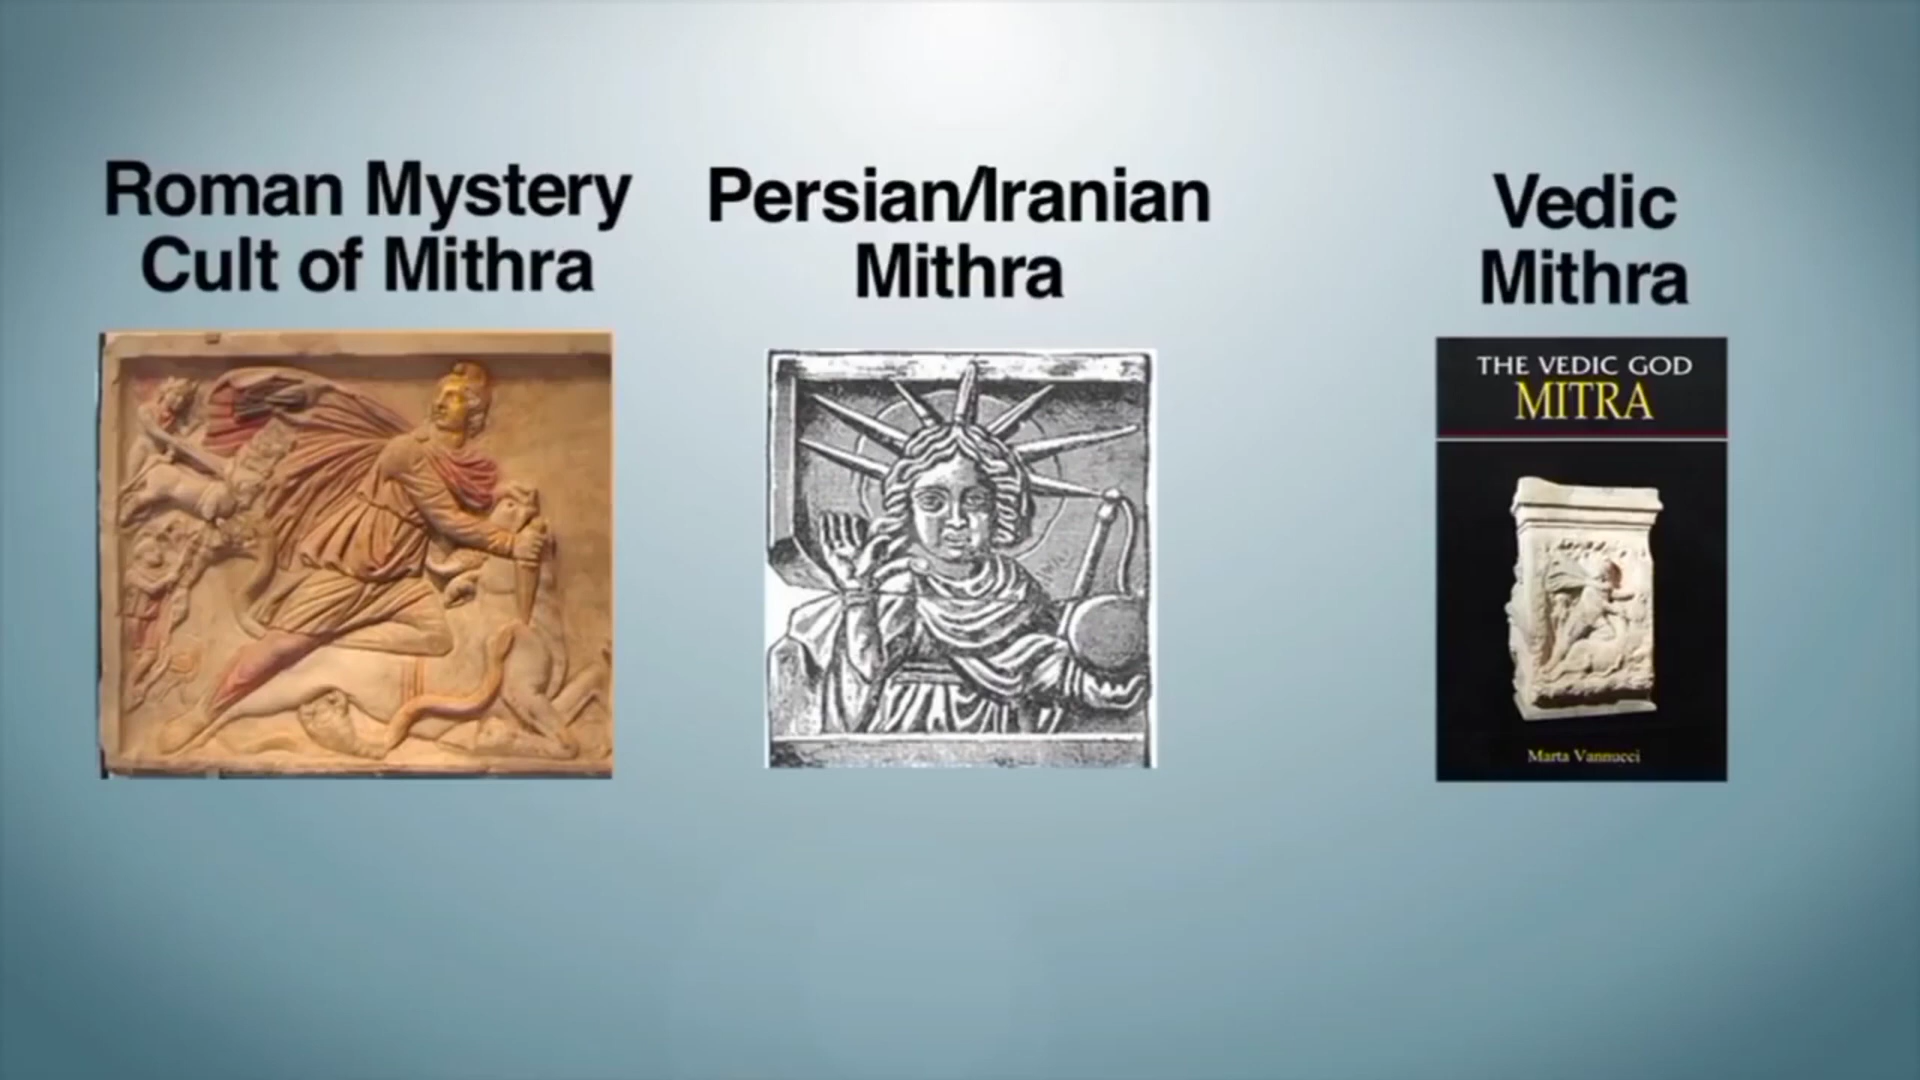 Roman Mystery
Cult of Mithra
Persian/Iranian
Mithra
Vedic
Mithra
THE VEDIC GOD
MITRA
Marta Vannucci